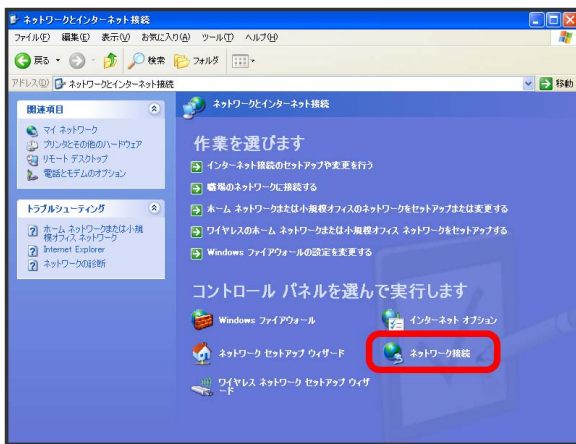 ネットワークとインターネット接続
ファイル(F) 編集(E) 表示(V) お気に入り(A) ツール(T) ヘルプ(H)
戻る 検索 フォルダ
アドレス(D) ネットワークとインターネット接続 移動
関連項目
マイ ネットワーク
プリンタとその他のハードウェア
リモート デスクトップ
電話とモデムのオプション
トラブルシューティング
ホーム ネットワークまたは小規
模オフィス ネットワーク
Internet Explorer
ネットワークの診断
ネットワークとインターネット接続
作業を選びます
インターネット接続のセットアップや変更を行う
職場のネットワークに接続する
ホーム ネットワークまたは小規模オフィスのネットワークをセットアップまたは変更する
ワイヤレスのホーム ネットワークまたは小規模オフィス ネットワークをセットアップする
Windows ファイアウォールの設定を変更する
コントロール パネルを選んで実行します
Windows ファイアウォール
インターネット オプション
ネットワーク セットアップ ウィザード
ネットワーク接続
ワイヤレス ネットワーク セットアップ ウィザ
ード